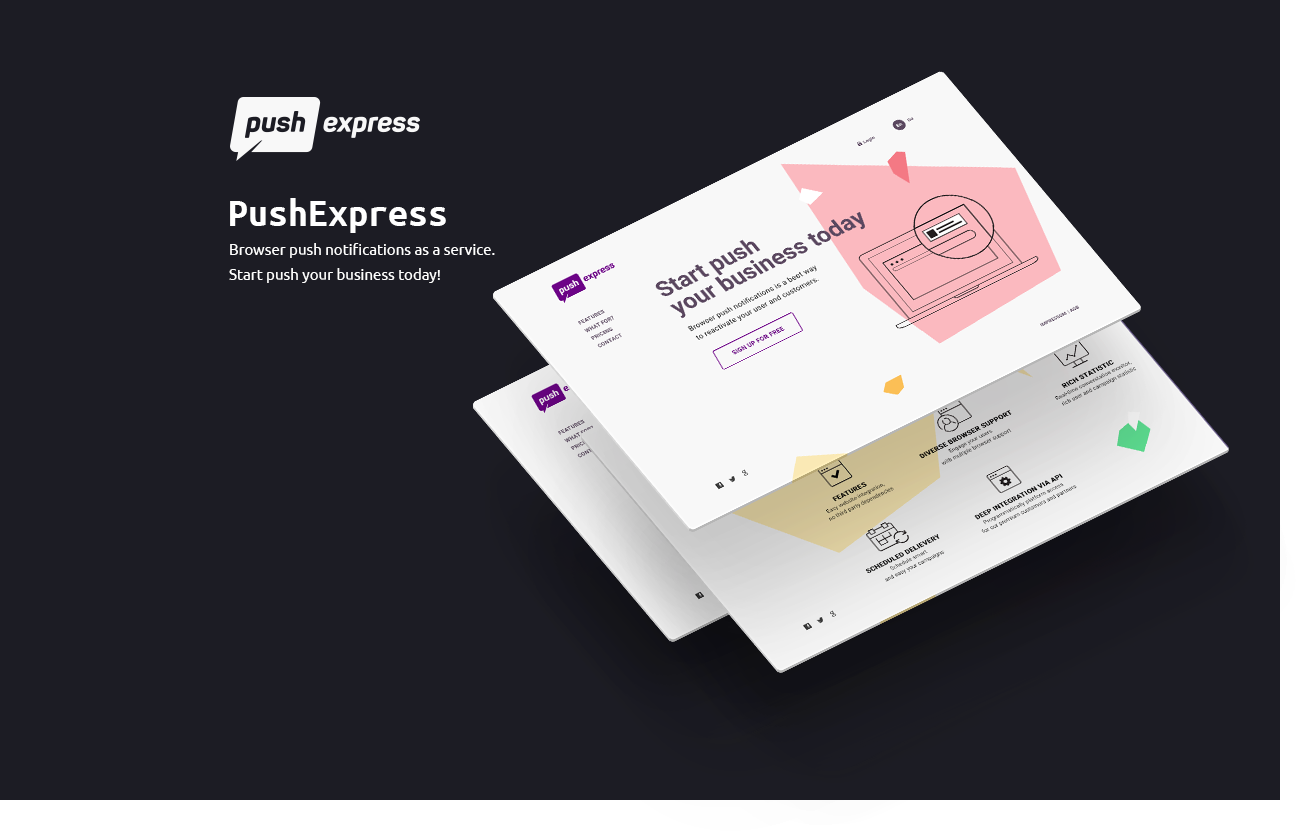 push express
PushExpress
Browser push notifications as a service.
Start push your business today!
Login
En
push express
FEATURES
WHAT FOR?
PRICING
CONTACT
Start push
your business today
Browser push notifications is a best way
to reactivate your user and customers.
SIGN UP FOR FREE
IMPRESSUM | AGB
push e
FEATURES
WHAT FOR?
PRICI
CONT
RICH STATISTIC
Real-time conversation monitor,
rich user and campaign statistic
DIVERSE BROWSER SUPPORT
Engage your users
with multiple browser support
FEATURES
Easy website integration,
no third party dependencies
DEEP INTEGRATION VIA API
Programmatically platform access
for our premium customers and partners
SCHEDULED DELIEVERY
Schedule smart
and easy your campaigns